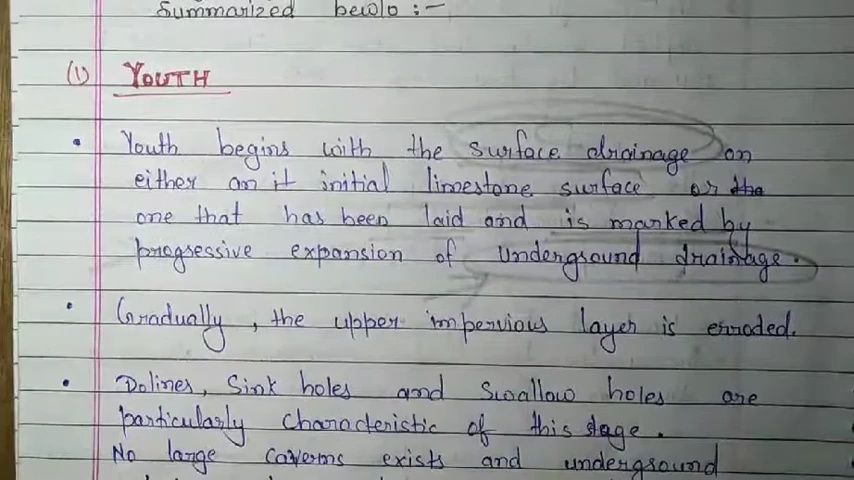 Summarized bewlo :-
(1) YOUTH
• Youth begins with the surface drainage on
either an it initial limestone surface or the
one that has been laid and is marked by
progressive expansion of underground drainage.
• Gradually, the upper impervious layer is erroded.
• Dolines, Sink holes and Swallow holes are
particularly characteristic of this stage.
No large caverns exists and underground